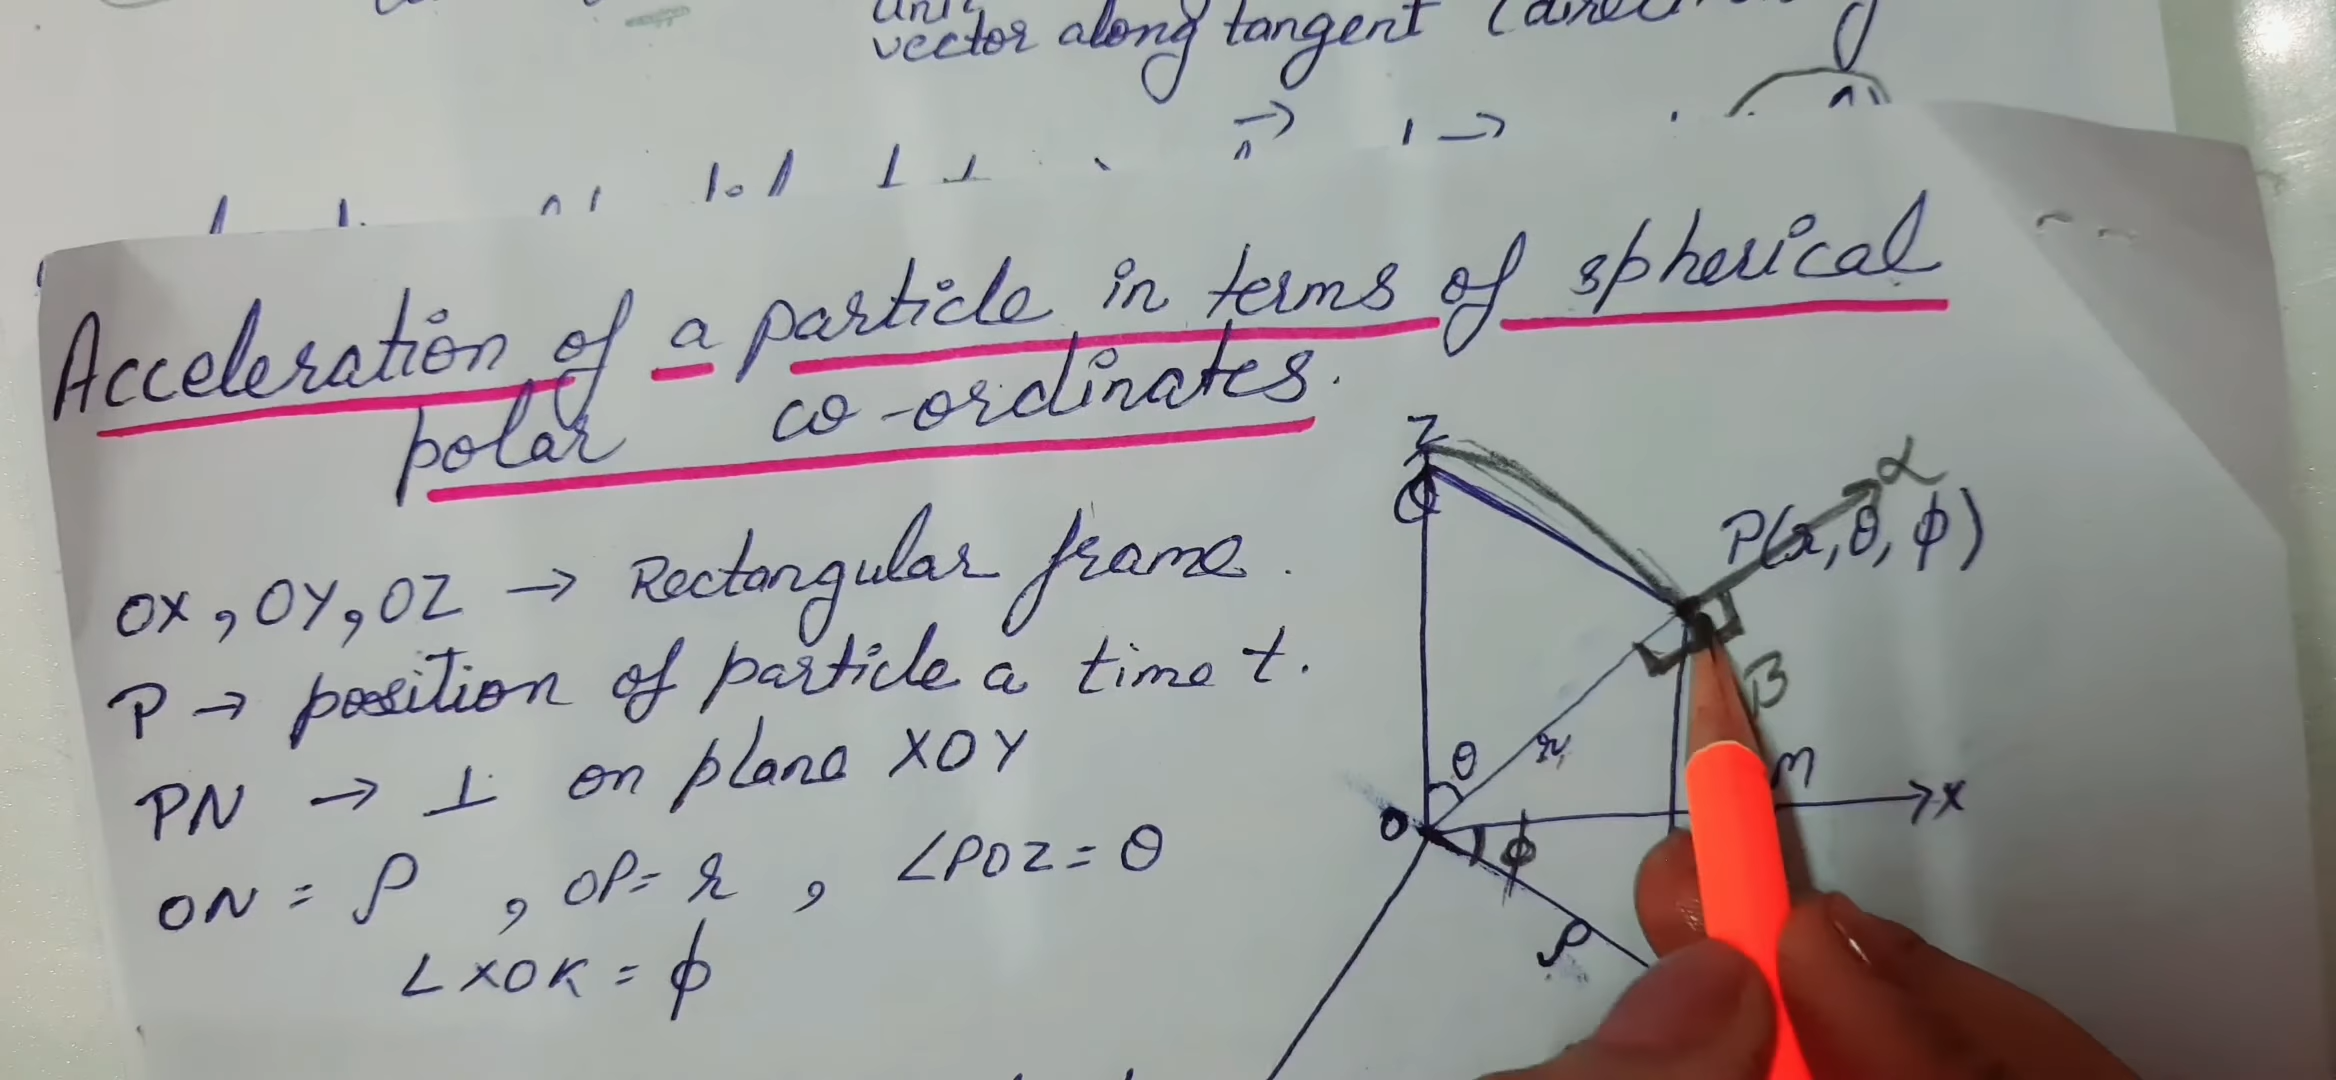 vector along tangent
Acceleration of a particle in terms of spherical
polar co-ordinates.
OX, OY, OZ → Rectangular frame.
P → position of particle a time t.
PN → ⊥ on plane XOY
ON = ρ, OP = r, ∠POZ = θ
∠XOK = ϕ
Z
Q
α
P(r, θ, ϕ)
B
θ
r
M
O
X
ϕ
ρ